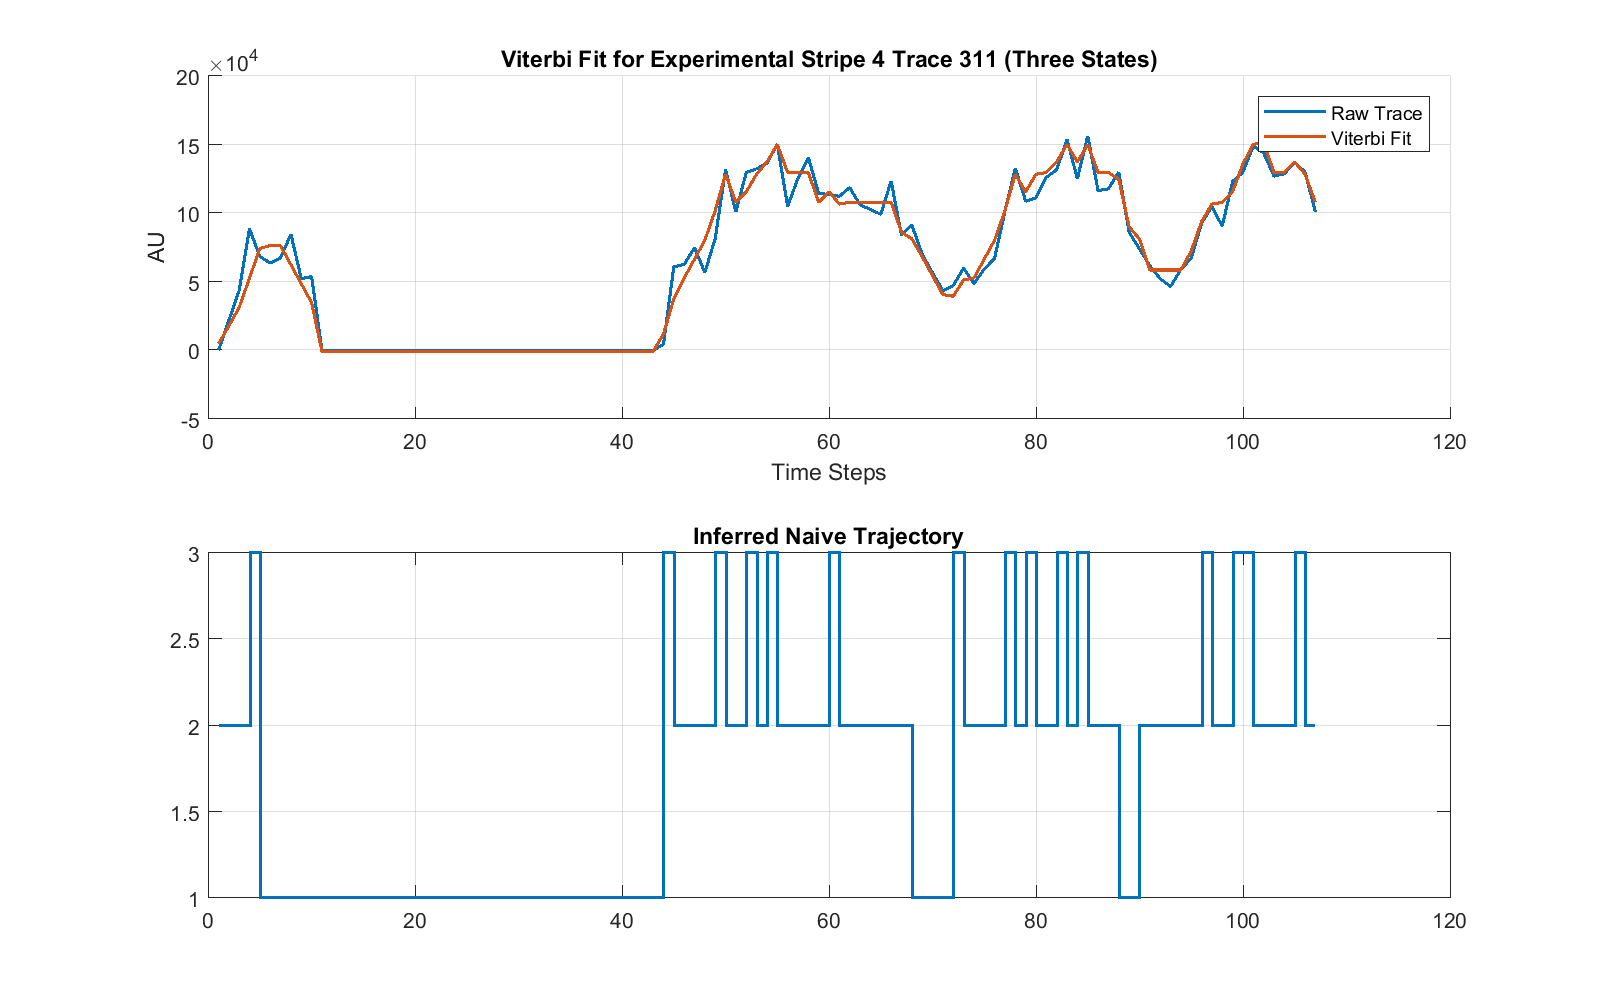 Viterbi Fit for Experimental Stripe 4 Trace 311 (Three States)
×10⁴
20
15
10
5
0
-5
AU
Raw Trace
Viterbi Fit
0 20 40 60 80 100 120
Time Steps
Inferred Naive Trajectory
3
2.5
2
1.5
1
0 20 40 60 80 100 120